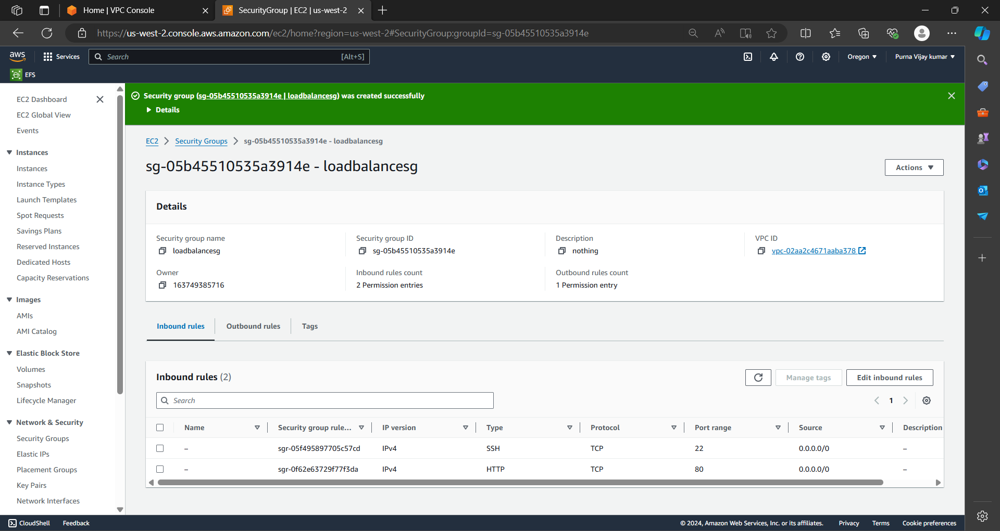 Home | VPC Console
SecurityGroup | EC2 | us-west-2
https://us-west-2.console.aws.amazon.com/ec2/home?region=us-west-2#SecurityGroup:groupId=sg-05b45510535a3914e
aws
Services
Search
[Alt+S]
Oregon
Purna Vijay kumar
EFS
EC2 Dashboard
EC2 Global View
Events
Instances
Instances
Instance Types
Launch Templates
Spot Requests
Savings Plans
Reserved Instances
Dedicated Hosts
Capacity Reservations
Images
AMIs
AMI Catalog
Elastic Block Store
Volumes
Snapshots
Lifecycle Manager
Network & Security
Security Groups
Elastic IPs
Placement Groups
Key Pairs
Network Interfaces
Security group (sg-05b45510535a3914e | loadbalancesg) was created successfully
Details
EC2 > Security Groups > sg-05b45510535a3914e - loadbalancesg
sg-05b45510535a3914e - loadbalancesg
Actions
Details
Security group name
loadbalancesg
Security group ID
sg-05b45510535a3914e
Description
nothing
VPC ID
vpc-02aa2c4671aaba378
Owner
163749385716
Inbound rules count
2 Permission entries
Outbound rules count
1 Permission entry
Inbound rules
Outbound rules
Tags
Inbound rules (2)
Manage tags
Edit inbound rules
Search
1
Name Security group rule... IP version Type Protocol Port range Source Description
– sgr-05f495897705c57cd IPv4 SSH TCP 22 0.0.0.0/0 –
– sgr-0f62e63729f77f3da IPv4 HTTP TCP 80 0.0.0.0/0 –
CloudShell
Feedback
© 2024, Amazon Web Services, Inc. or its affiliates.
Privacy
Terms
Cookie preferences